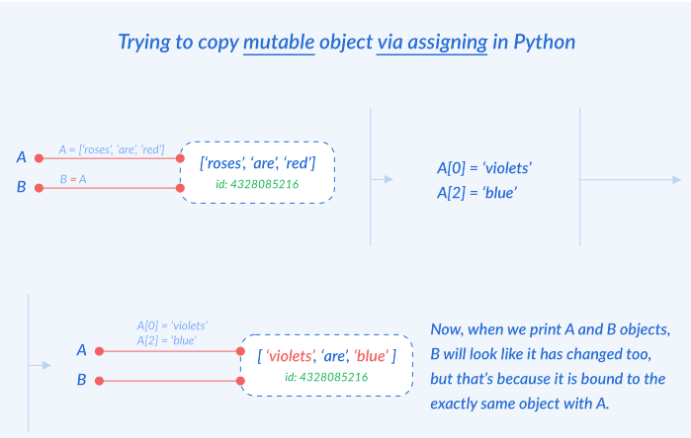 Trying to copy mutable object via assigning in Python
A = ['roses', 'are', 'red']
A
['roses', 'are', 'red']
B = A
B
id: 4328085216
A[0] = 'violets'
A[2] = 'blue'
A[0] = 'violets'
A[2] = 'blue'
A
[ 'violets', 'are', 'blue' ]
B
id: 4328085216
Now, when we print A and B objects,
B will look like it has changed too,
but that's because it is bound to the
exactly same object with A.